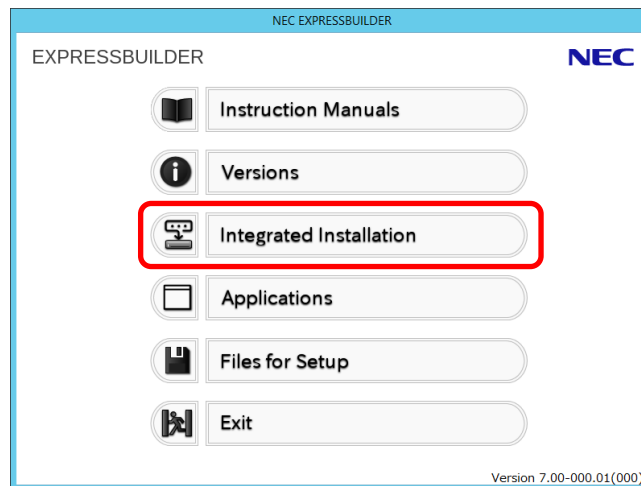 NEC EXPRESSBUILDER
EXPRESSBUILDER NEC
Instruction Manuals
Versions
Integrated Installation
Applications
Files for Setup
Exit
Version 7.00-000.01(000)